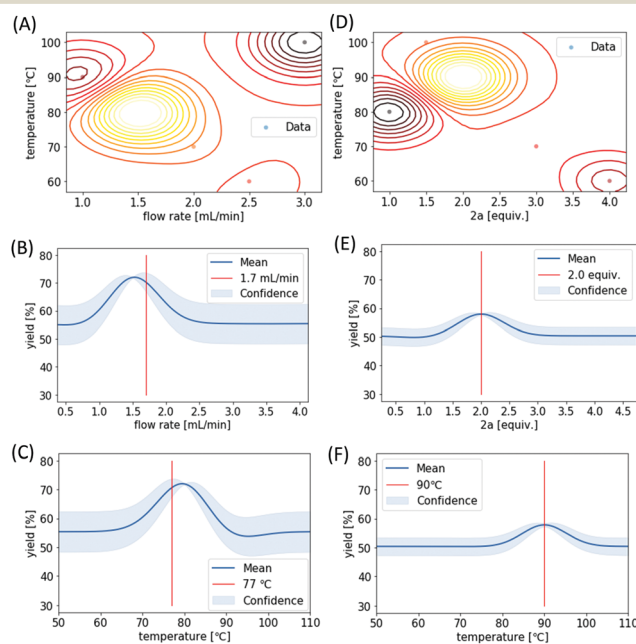 (A)
temperature [℃]
100
90
80
70
60
1.0
1.5
2.0
2.5
3.0
flow rate [mL/min]
Data
(D)
temperature [℃]
100
90
80
70
60
1.0
1.5
2.0
2.5
3.0
3.5
4.0
2a [equiv.]
Data
(B)
yield [%]
80
70
60
50
40
30
0.5
1.0
1.5
2.0
2.5
3.0
3.5
4.0
flow rate [mL/min]
Mean
1.7 mL/min
Confidence
(E)
yield [%]
80
70
60
50
40
30
0.5
1.0
1.5
2.0
2.5
3.0
3.5
4.0
4.5
2a [equiv.]
Mean
2.0 equiv.
Confidence
(C)
yield [%]
80
70
60
50
40
30
50
60
70
80
90
100
110
temperature [℃]
Mean
77 ℃
Confidence
(F)
yield [%]
80
70
60
50
40
30
50
60
70
80
90
100
110
temperature [℃]
Mean
90℃
Confidence